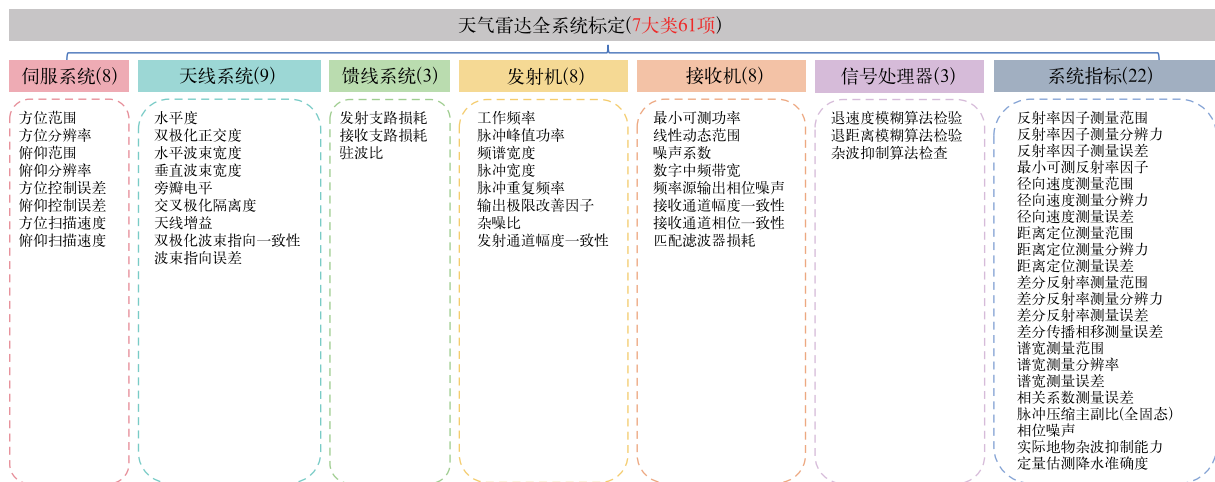 天气雷达全系统标定(7大类61项)
伺服系统(8)
方位范围
方位分辨率
俯仰范围
俯仰分辨率
方位控制误差
俯仰控制误差
方位扫描速度
俯仰扫描速度
天线系统(9)
水平度
双极化正交度
水平波束宽度
垂直波束宽度
旁瓣电平
交叉极化隔离度
天线增益
双极化波束指向一致性
波束指向误差
馈线系统(3)
发射支路损耗
接收支路损耗
驻波比
发射机(8)
工作频率
脉冲峰值功率
频谱宽度
脉冲宽度
脉冲重复频率
输出极限改善因子
杂噪比
发射通道幅度一致性
接收机(8)
最小可测功率
线性动态范围
噪声系数
数字中频带宽
频率源输出相位噪声
接收通道幅度一致性
接收通道相位一致性
匹配滤波器损耗
信号处理器(3)
退速度模糊算法检验
退距离模糊算法检验
杂波抑制算法检查
系统指标(22)
反射率因子测量范围
反射率因子测量分辨力
反射率因子测量误差
最小可测反射率因子
径向速度测量范围
径向速度测量分辨力
径向速度测量误差
距离定位测量范围
距离定位测量分辨力
距离定位测量误差
差分反射率测量范围
差分反射率测量分辨力
差分反射率测量误差
差分传播相移测量误差
谱宽测量范围
谱宽测量分辨率
谱宽测量误差
相关系数测量误差
脉冲压缩主副比(全固态)
相位噪声
实际地物杂波抑制能力
定量估测降水准确度